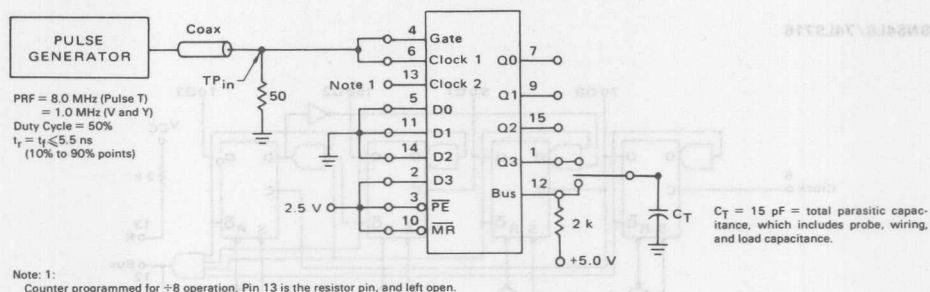 PULSE
GENERATOR
Coax
TPin
50
PRF = 8.0 MHz (Pulse T)
= 1.0 MHz (V and Y)
Duty Cycle = 50%
tr = tf ⩽ 5.5 ns
(10% to 90% points)
Note 1
2.5 V
4 Gate
6 Clock 1
13 Clock 2
5 D0
11 D1
14 D2
2 D3
3 PE
10 MR
Q0 7
Q1 9
Q2 15
Q3 1
Bus 12
2 k
+5.0 V
CT
CT = 15 pF = total parasitic capac-
itance, which includes probe, wiring,
and load capacitance.
Note: 1:
Counter programmed for ÷8 operation. Pin 13 is the resistor pin, and left open.